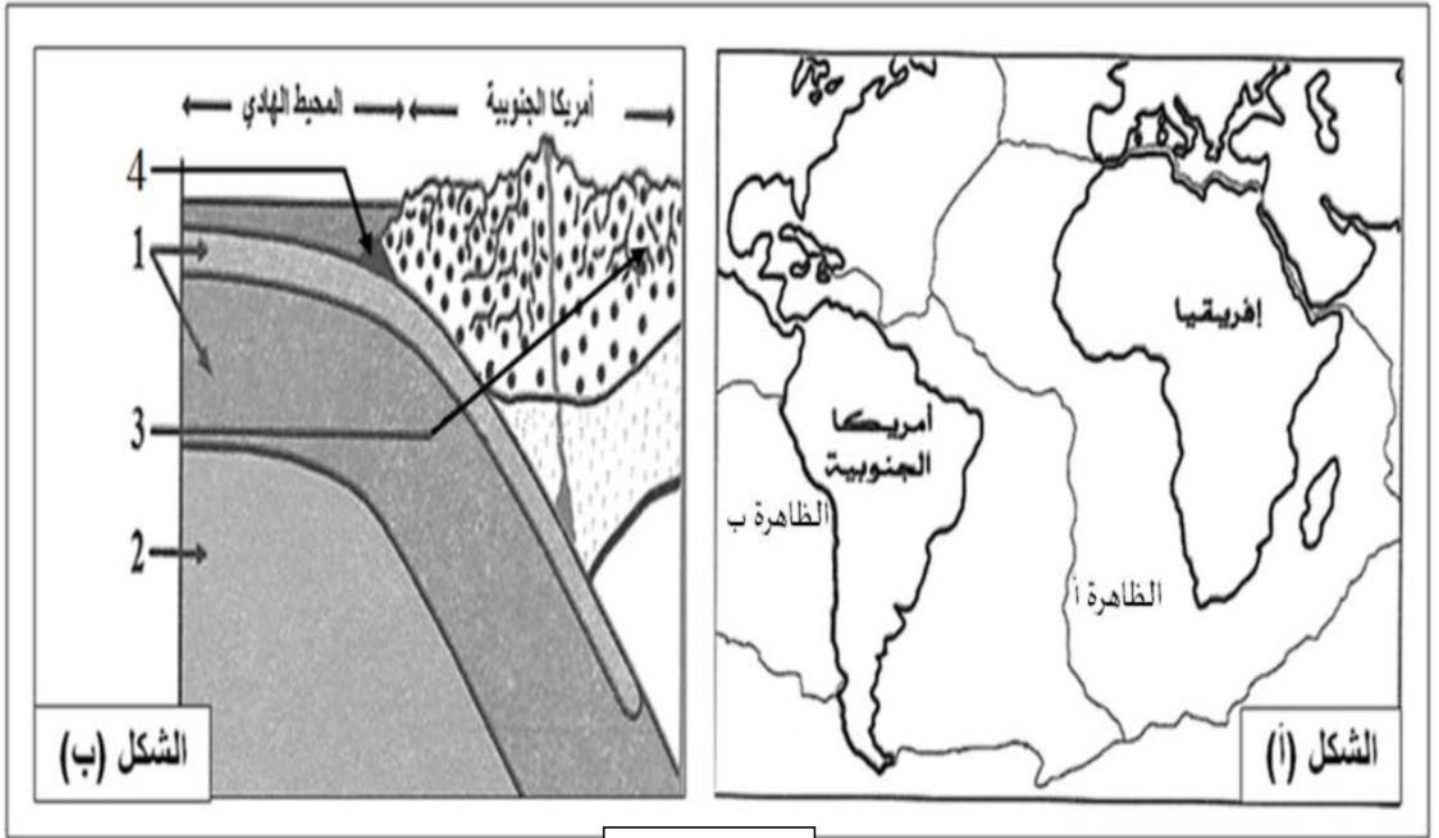 أمريكا الجنوبية
المحيط الهادي
4
1
3
2
الشكل (ب)
إفريقيا
أمريكا
الجنوبية
الظاهرة ب
الظاهرة أ
الشكل (أ)